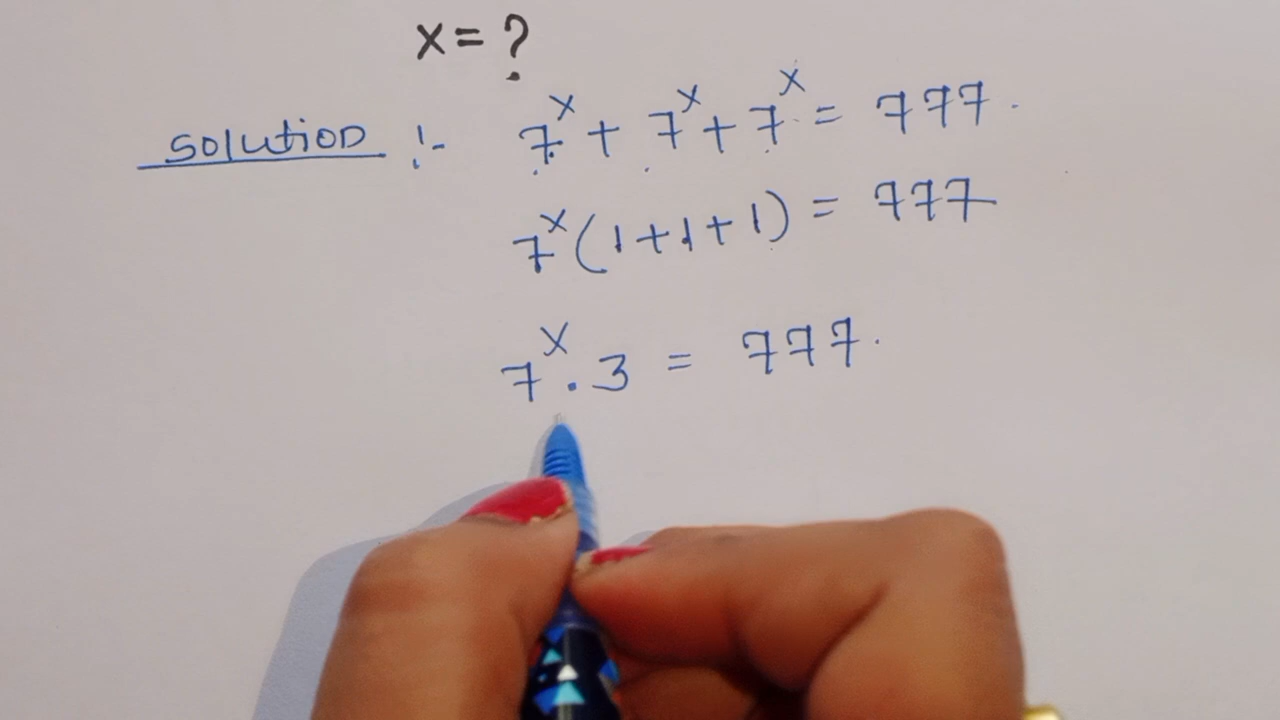 x = ?
Solution :- 7^x + 7^x + 7^x = 777.
7^x (1+1+1) = 777
7^x . 3 = 777.